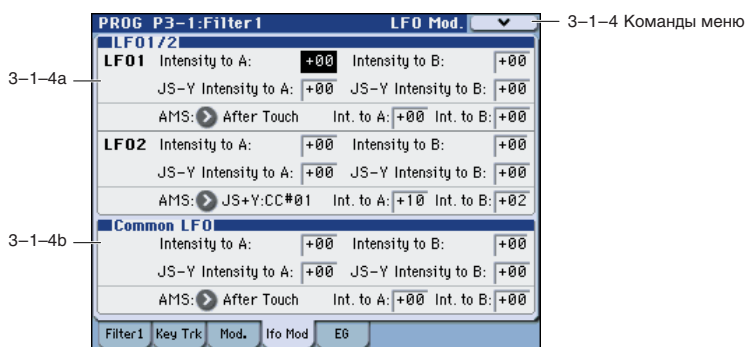 PROG P3-1:Filter1 LFO Mod.
3–1–4 Команды меню
LFO1/2
LFO1 Intensity to A: +00 Intensity to B: +00
3–1–4a
JS-Y Intensity to A: +00 JS-Y Intensity to B: +00
AMS: After Touch Int. to A: +00 Int. to B: +00
LFO2 Intensity to A: +00 Intensity to B: +00
JS-Y Intensity to A: +00 JS-Y Intensity to B: +00
AMS: JS+Y:CC#01 Int. to A: +10 Int. to B: +02
Common LFO
3–1–4b
Intensity to A: +00 Intensity to B: +00
JS-Y Intensity to A: +00 JS-Y Intensity to B: +00
AMS: After Touch Int. to A: +00 Int. to B: +00
Filter1 Key Trk Mod. lfo Mod EG